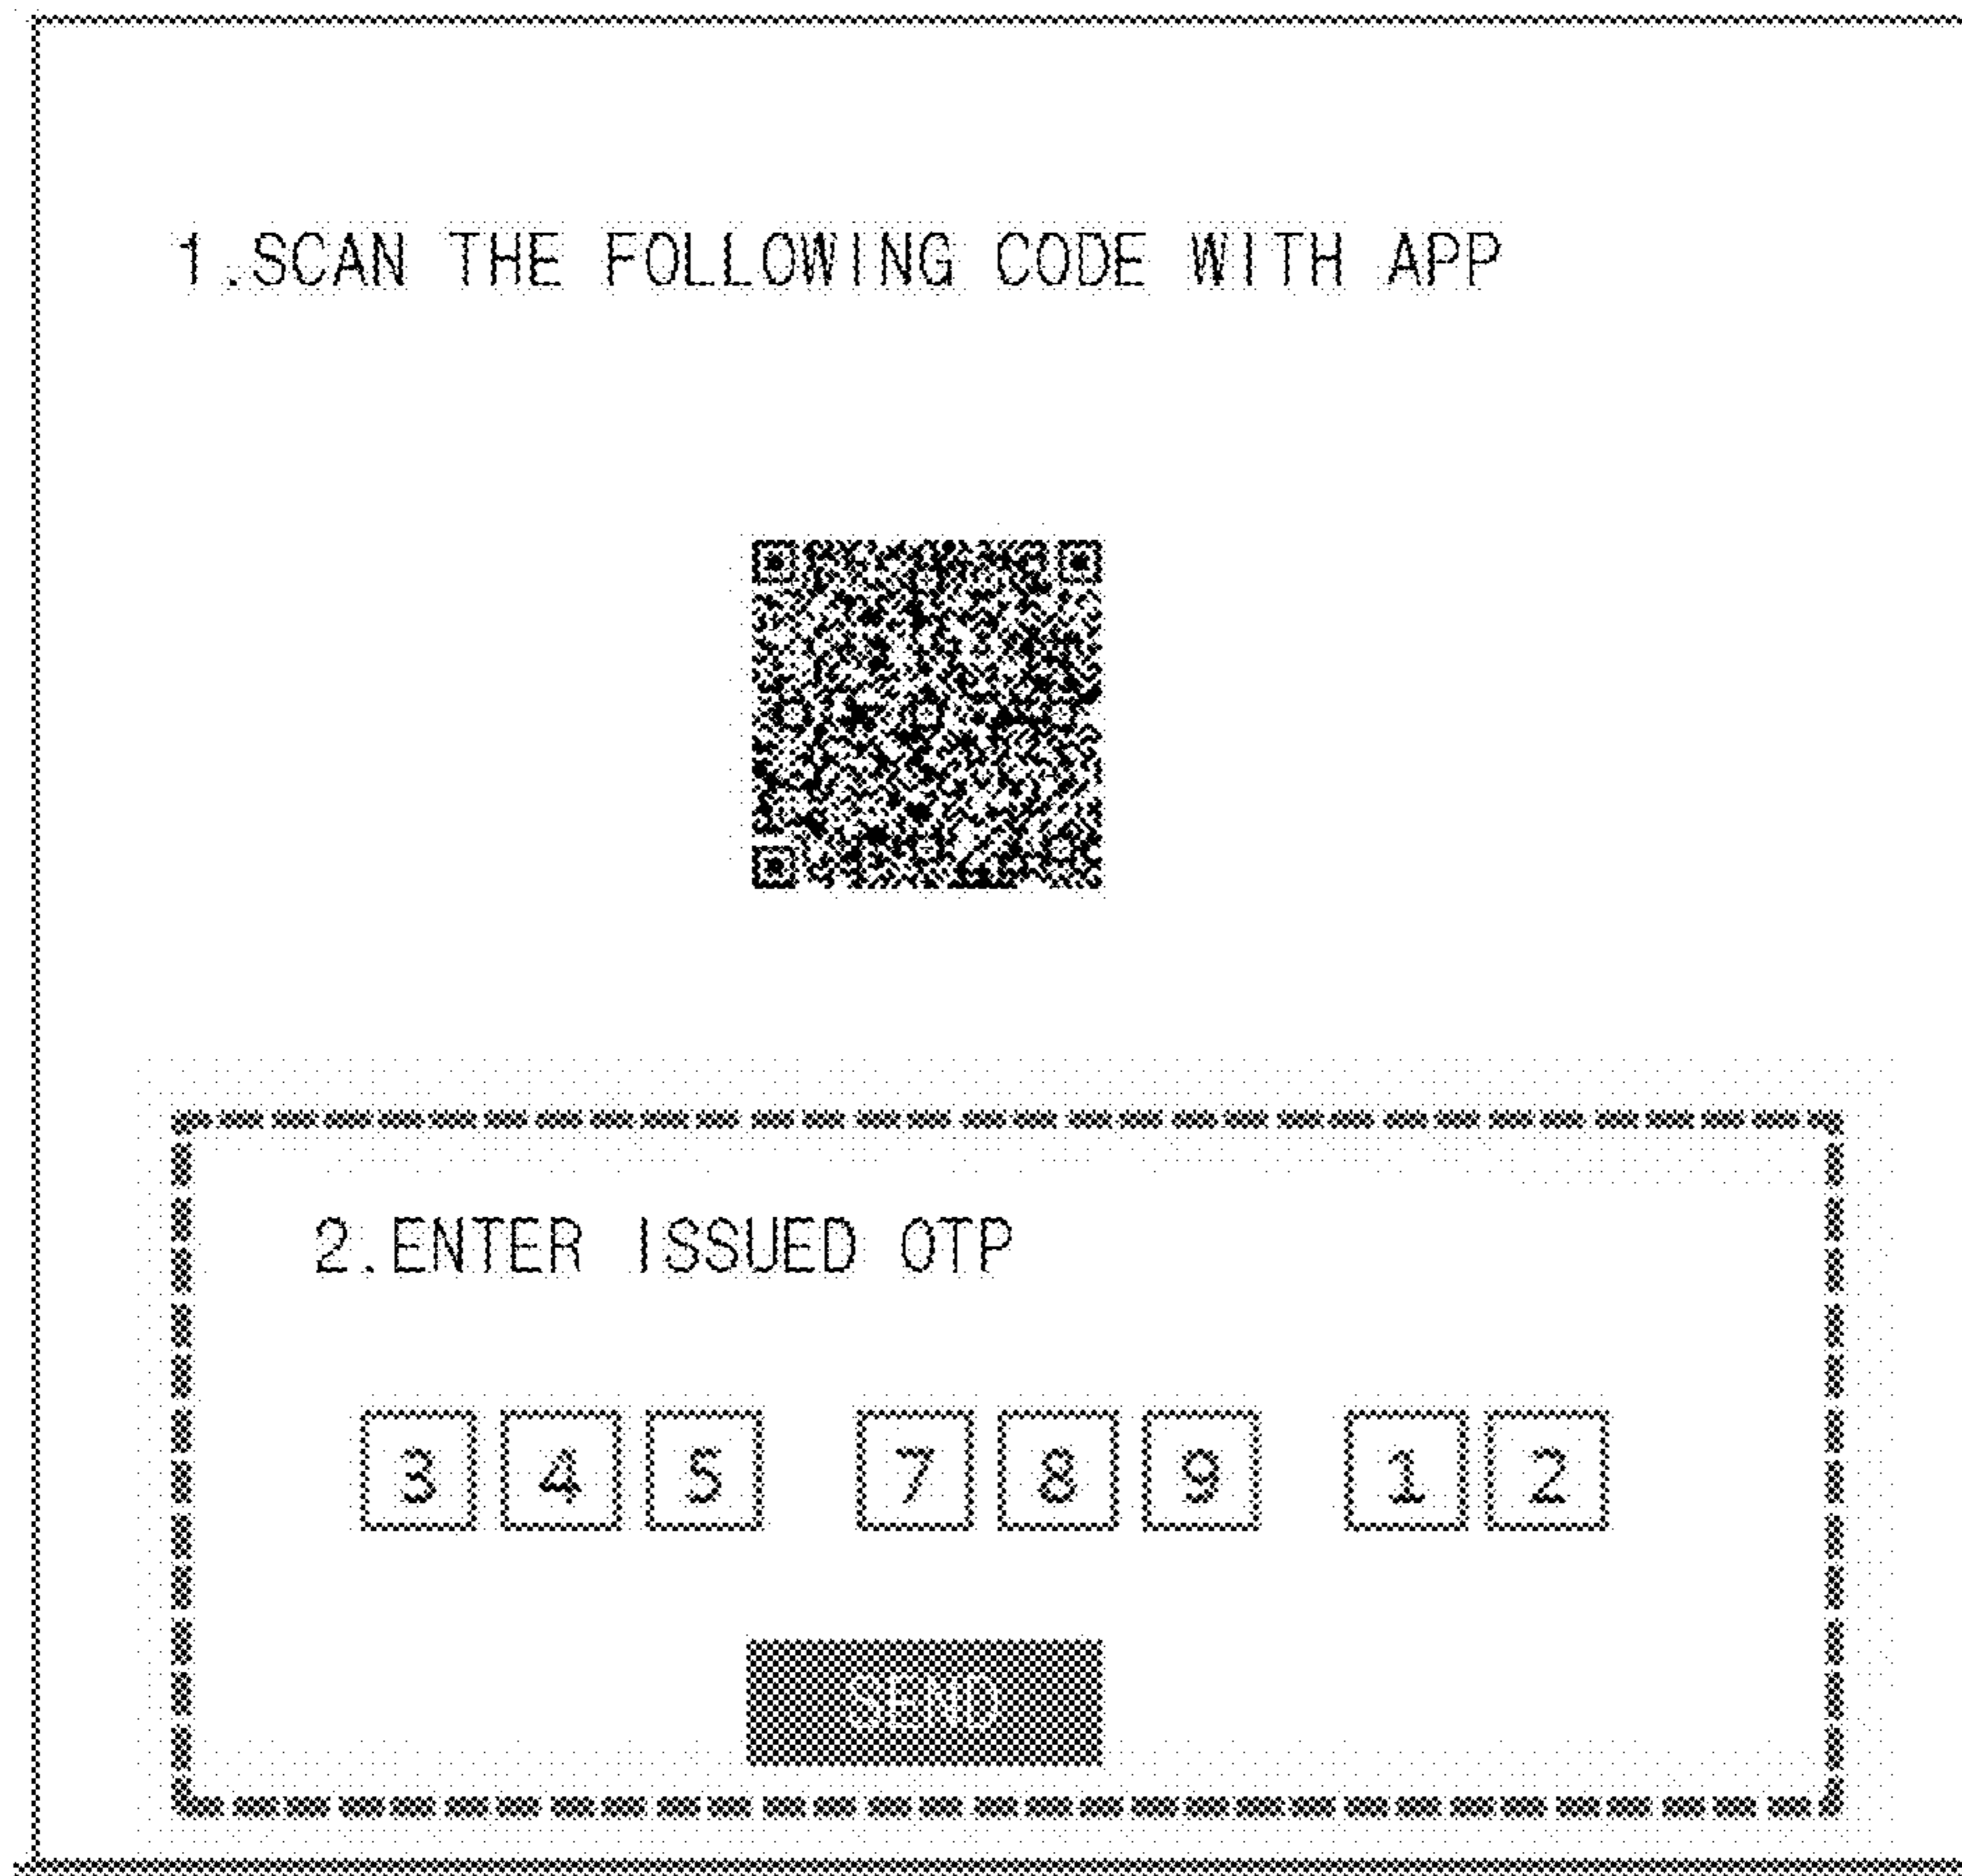 1.SCAN THE FOLLOWING CODE WITH APP
2.ENTER ISSUED OTP
3 4 5 7 8 9 1 2
SEND